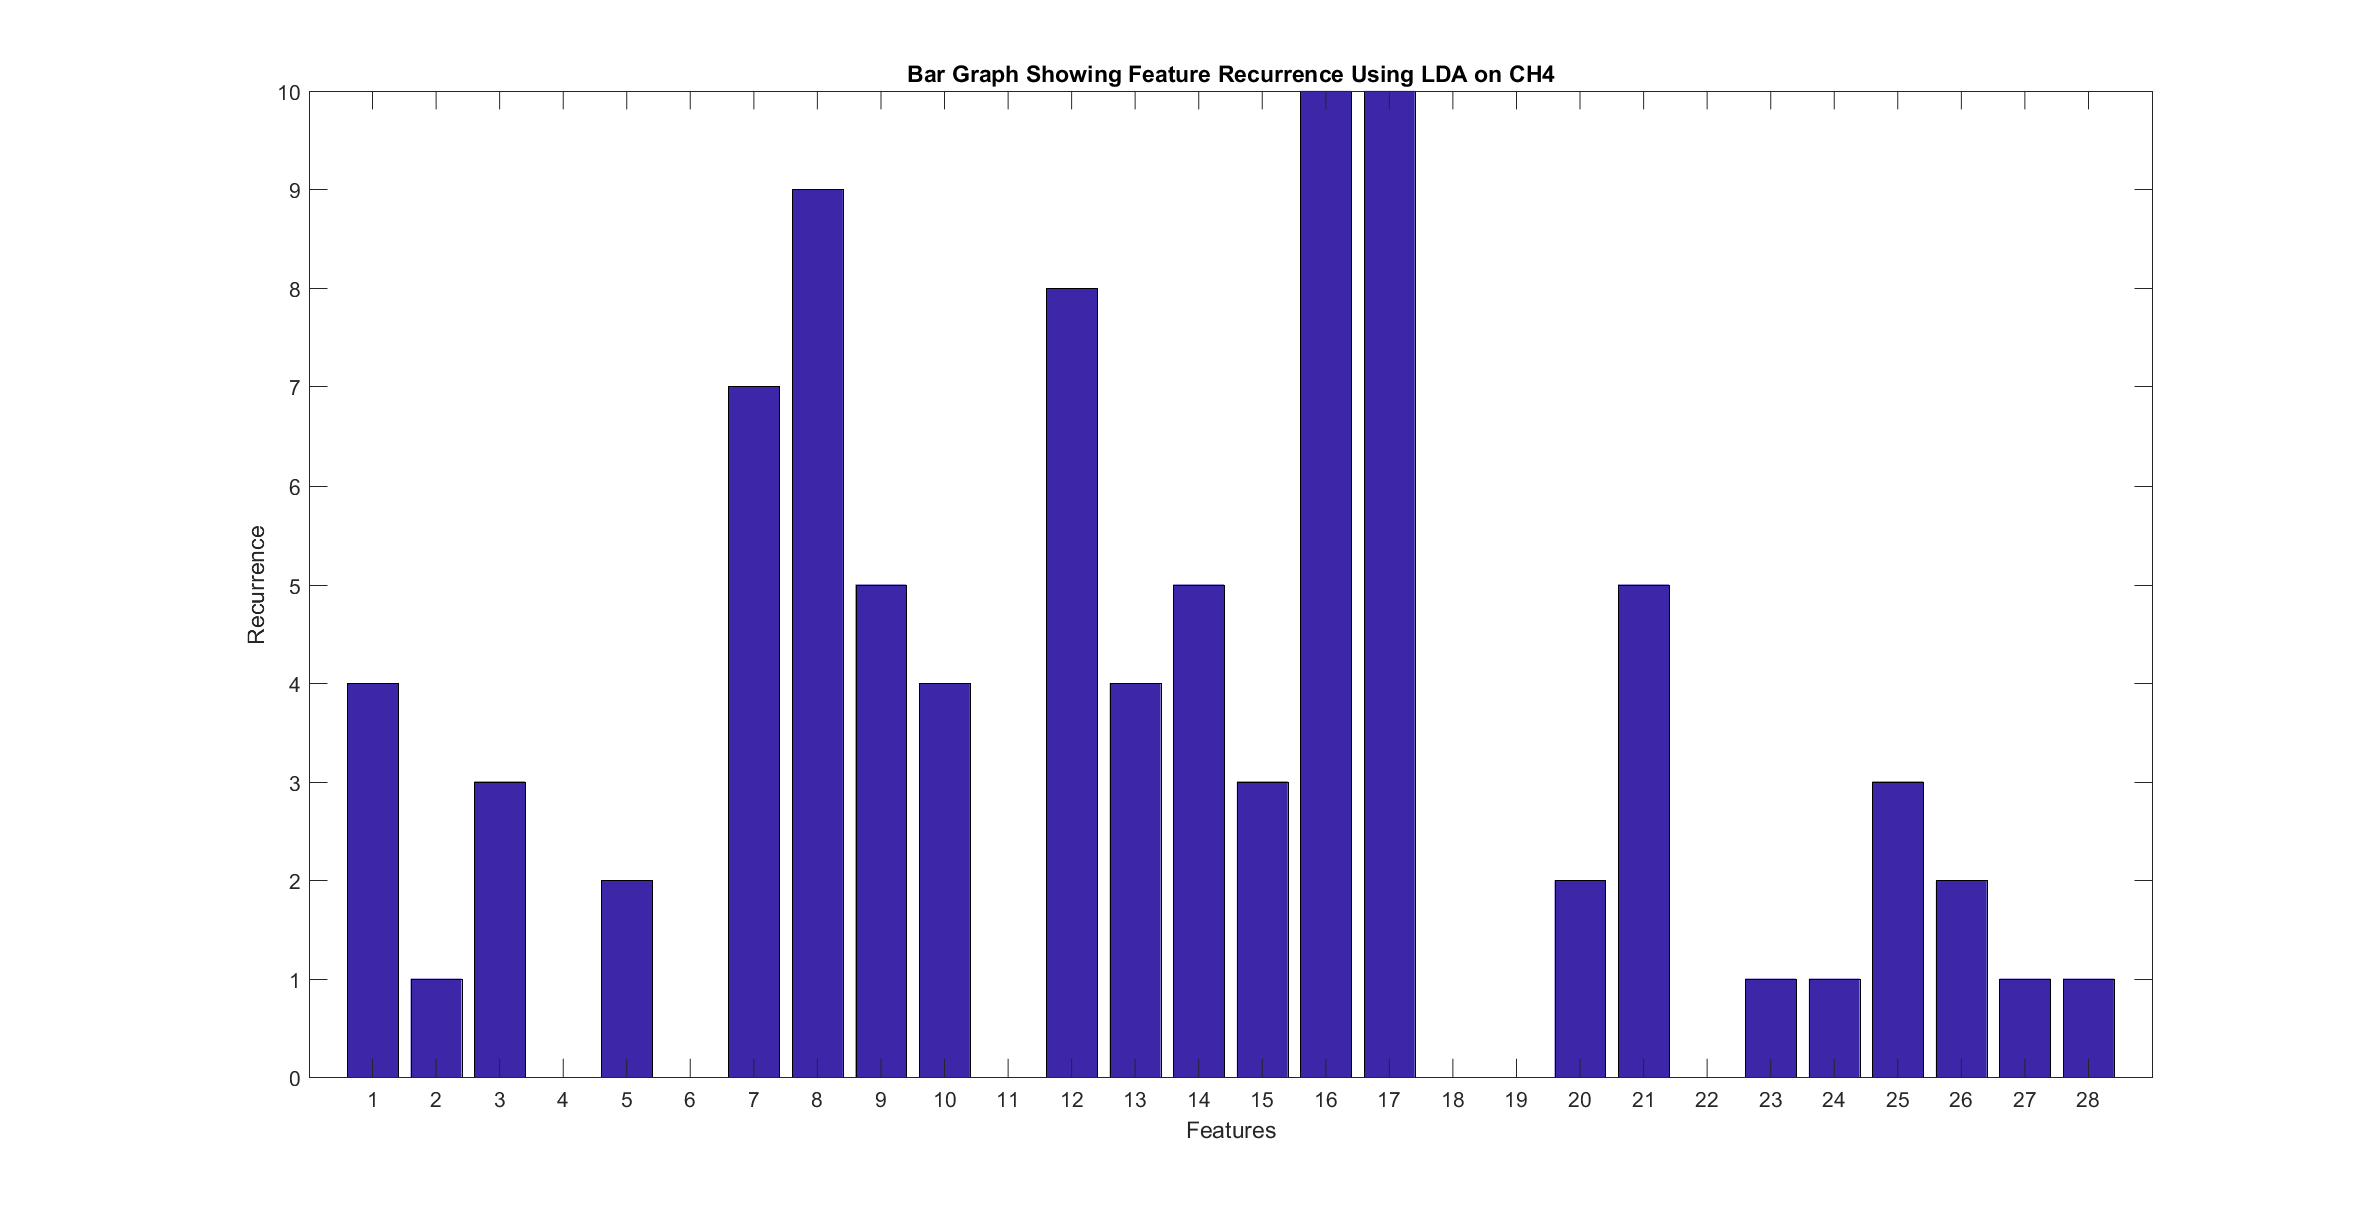 Bar Graph Showing Feature Recurrence Using LDA on CH4
10
9
8
7
6
5
4
3
2
1
0
Recurrence
1 2 3 4 5 6 7 8 9 10 11 12 13 14 15 16 17 18 19 20 21 22 23 24 25 26 27 28
Features